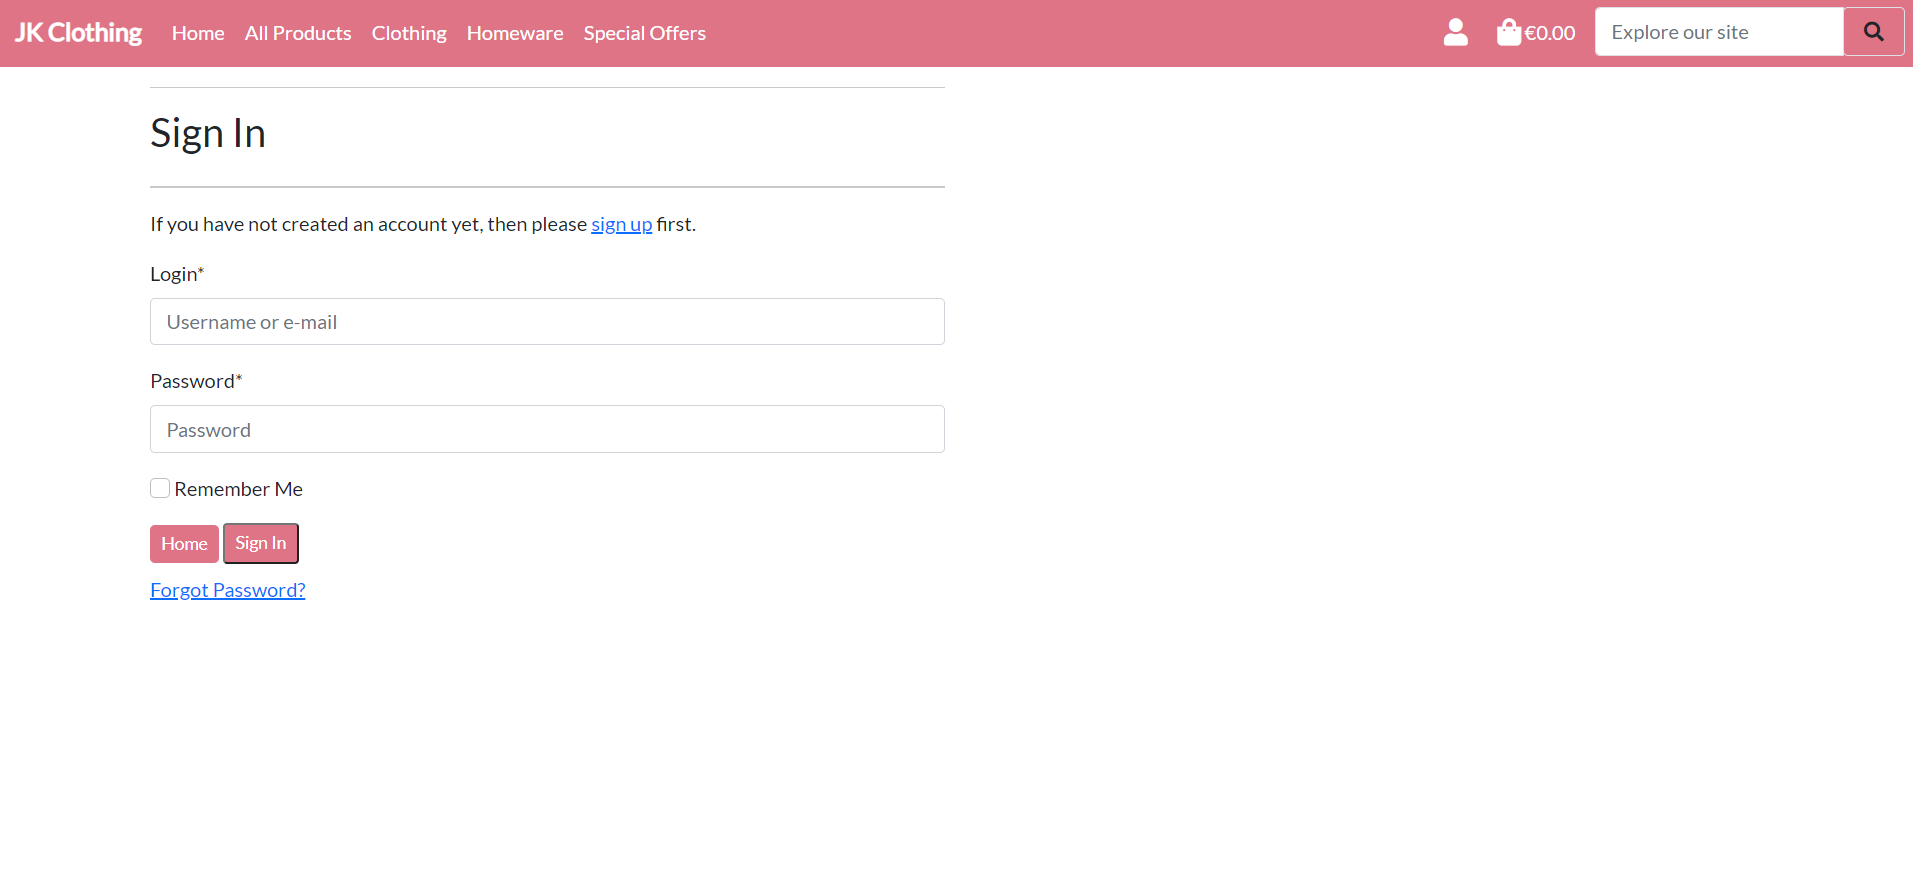 JK Clothing Home All Products Clothing Homeware Special Offers €0.00 Explore our site
Sign In
If you have not created an account yet, then please sign up first.
Login*
Username or e-mail
Password*
Password
Remember Me
Home Sign In
Forgot Password?